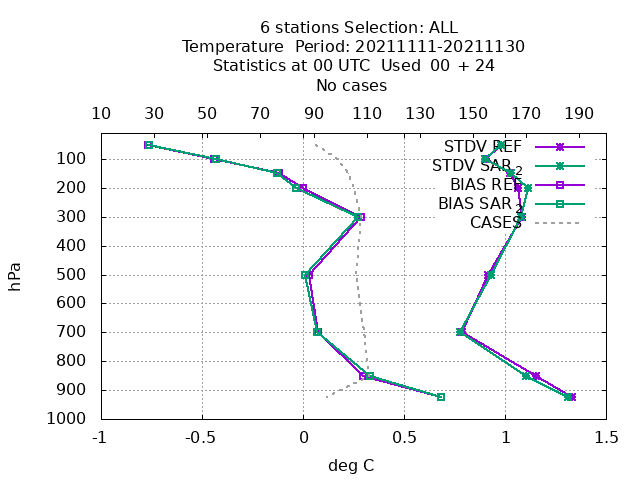 6 stations Selection: ALL
Temperature  Period: 20211111-20211130
Statistics at 00 UTC  Used  00 + 24
No cases
10 30 50 70 90 110 130 150 170 190
STDV REF
STDV SAR_2
BIAS REF
BIAS SAR_2
CASES
100
200
300
400
500
600
700
800
900
1000
hPa
-1 -0.5 0 0.5 1 1.5
deg C